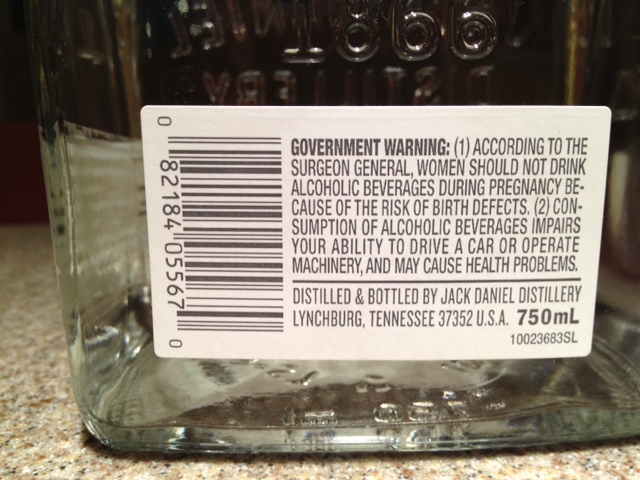 1866
0 82184 05567 0
GOVERNMENT WARNING: (1) ACCORDING TO THE
SURGEON GENERAL, WOMEN SHOULD NOT DRINK
ALCOHOLIC BEVERAGES DURING PREGNANCY BE-
CAUSE OF THE RISK OF BIRTH DEFECTS. (2) CON-
SUMPTION OF ALCOHOLIC BEVERAGES IMPAIRS
YOUR ABILITY TO DRIVE A CAR OR OPERATE
MACHINERY, AND MAY CAUSE HEALTH PROBLEMS.
DISTILLED & BOTTLED BY JACK DANIEL DISTILLERY
LYNCHBURG, TENNESSEE 37352 U.S.A. 750mL
10023683SL